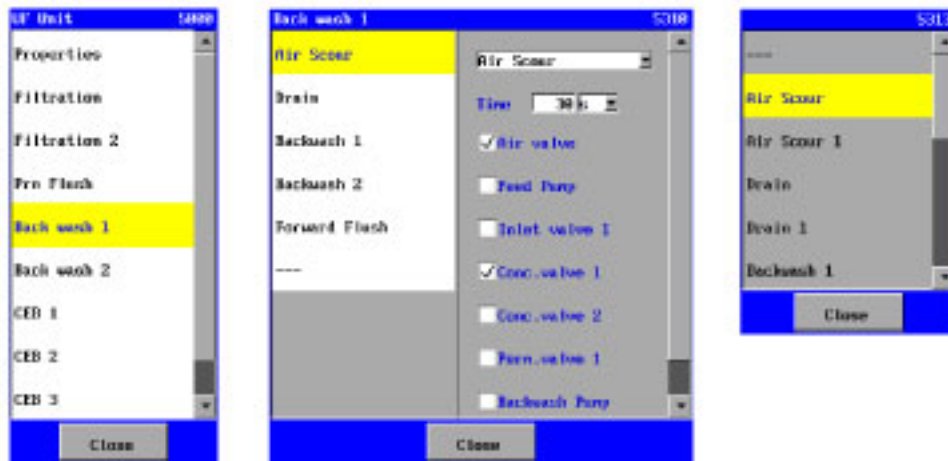 UF Unit 5000
Properties
Filtration
Filtration 2
Prn Flush
Back wash 1
Back wash 2
CEB 1
CEB 2
CEB 3
Close
Back wash 1 5310
Air Scour
Drain
Backwash 1
Backwash 2
Forward Flush
---
Air Scour
Time 30 s
Air valve
Feed Pump
Inlet valve 1
Conc.valve 1
Conc.valve 2
Perm.valve 1
Backwash Pump
Close
5313
---
Air Scour
Air Scour 1
Drain
Drain 1
Backwash 1
Close